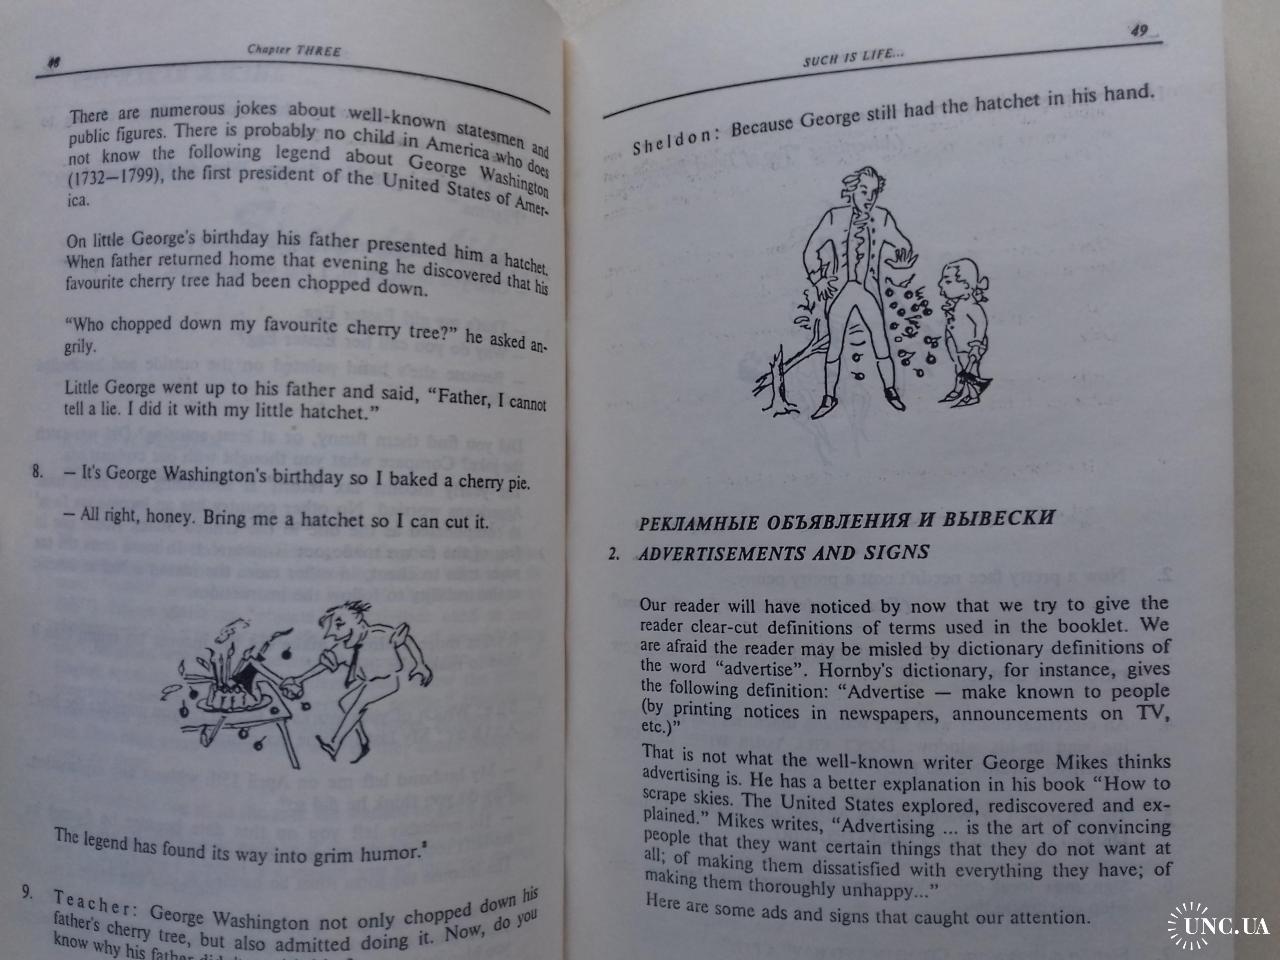 48
Chapter THREE
There are numerous jokes about well-known statesmen and
public figures. There is probably no child in America who does
not know the following legend about George Washington
(1732—1799), the first president of the United States of Amer-
ica.
On little George's birthday his father presented him a hatchet.
When father returned home that evening he discovered that his
favourite cherry tree had been chopped down.
“Who chopped down my favourite cherry tree?” he asked an-
grily.
Little George went up to his father and said, “Father, I cannot
tell a lie. I did it with my little hatchet.”
8. — It's George Washington's birthday so I baked a cherry pie.
— All right, honey. Bring me a hatchet so I can cut it.
The legend has found its way into grim humor.
9. Teacher: George Washington not only chopped down his
father's cherry tree, but also admitted doing it. Now, do you
know why his father
SUCH IS LIFE...
49
Sheldon: Because George still had the hatchet in his hand.
РЕКЛАМНЫЕ ОБЪЯВЛЕНИЯ И ВЫВЕСКИ
2. ADVERTISEMENTS AND SIGNS
Our reader will have noticed by now that we try to give the
reader clear-cut definitions of terms used in the booklet. We
are afraid the reader may be misled by dictionary definitions of
the word “advertise”. Hornby's dictionary, for instance, gives
the following definition: “Advertise — make known to people
(by printing notices in newspapers, announcements on TV,
etc.)”
That is not what the well-known writer George Mikes thinks
advertising is. He has a better explanation in his book “How to
scrape skies. The United States explored, rediscovered and ex-
plained.” Mikes writes, “Advertising ... is the art of convincing
people that they want certain things that they do not want at
all; of making them dissatisfied with everything they have; of
making them thoroughly unhappy...”
Here are some ads and signs that caught our attention.
UNC.UA